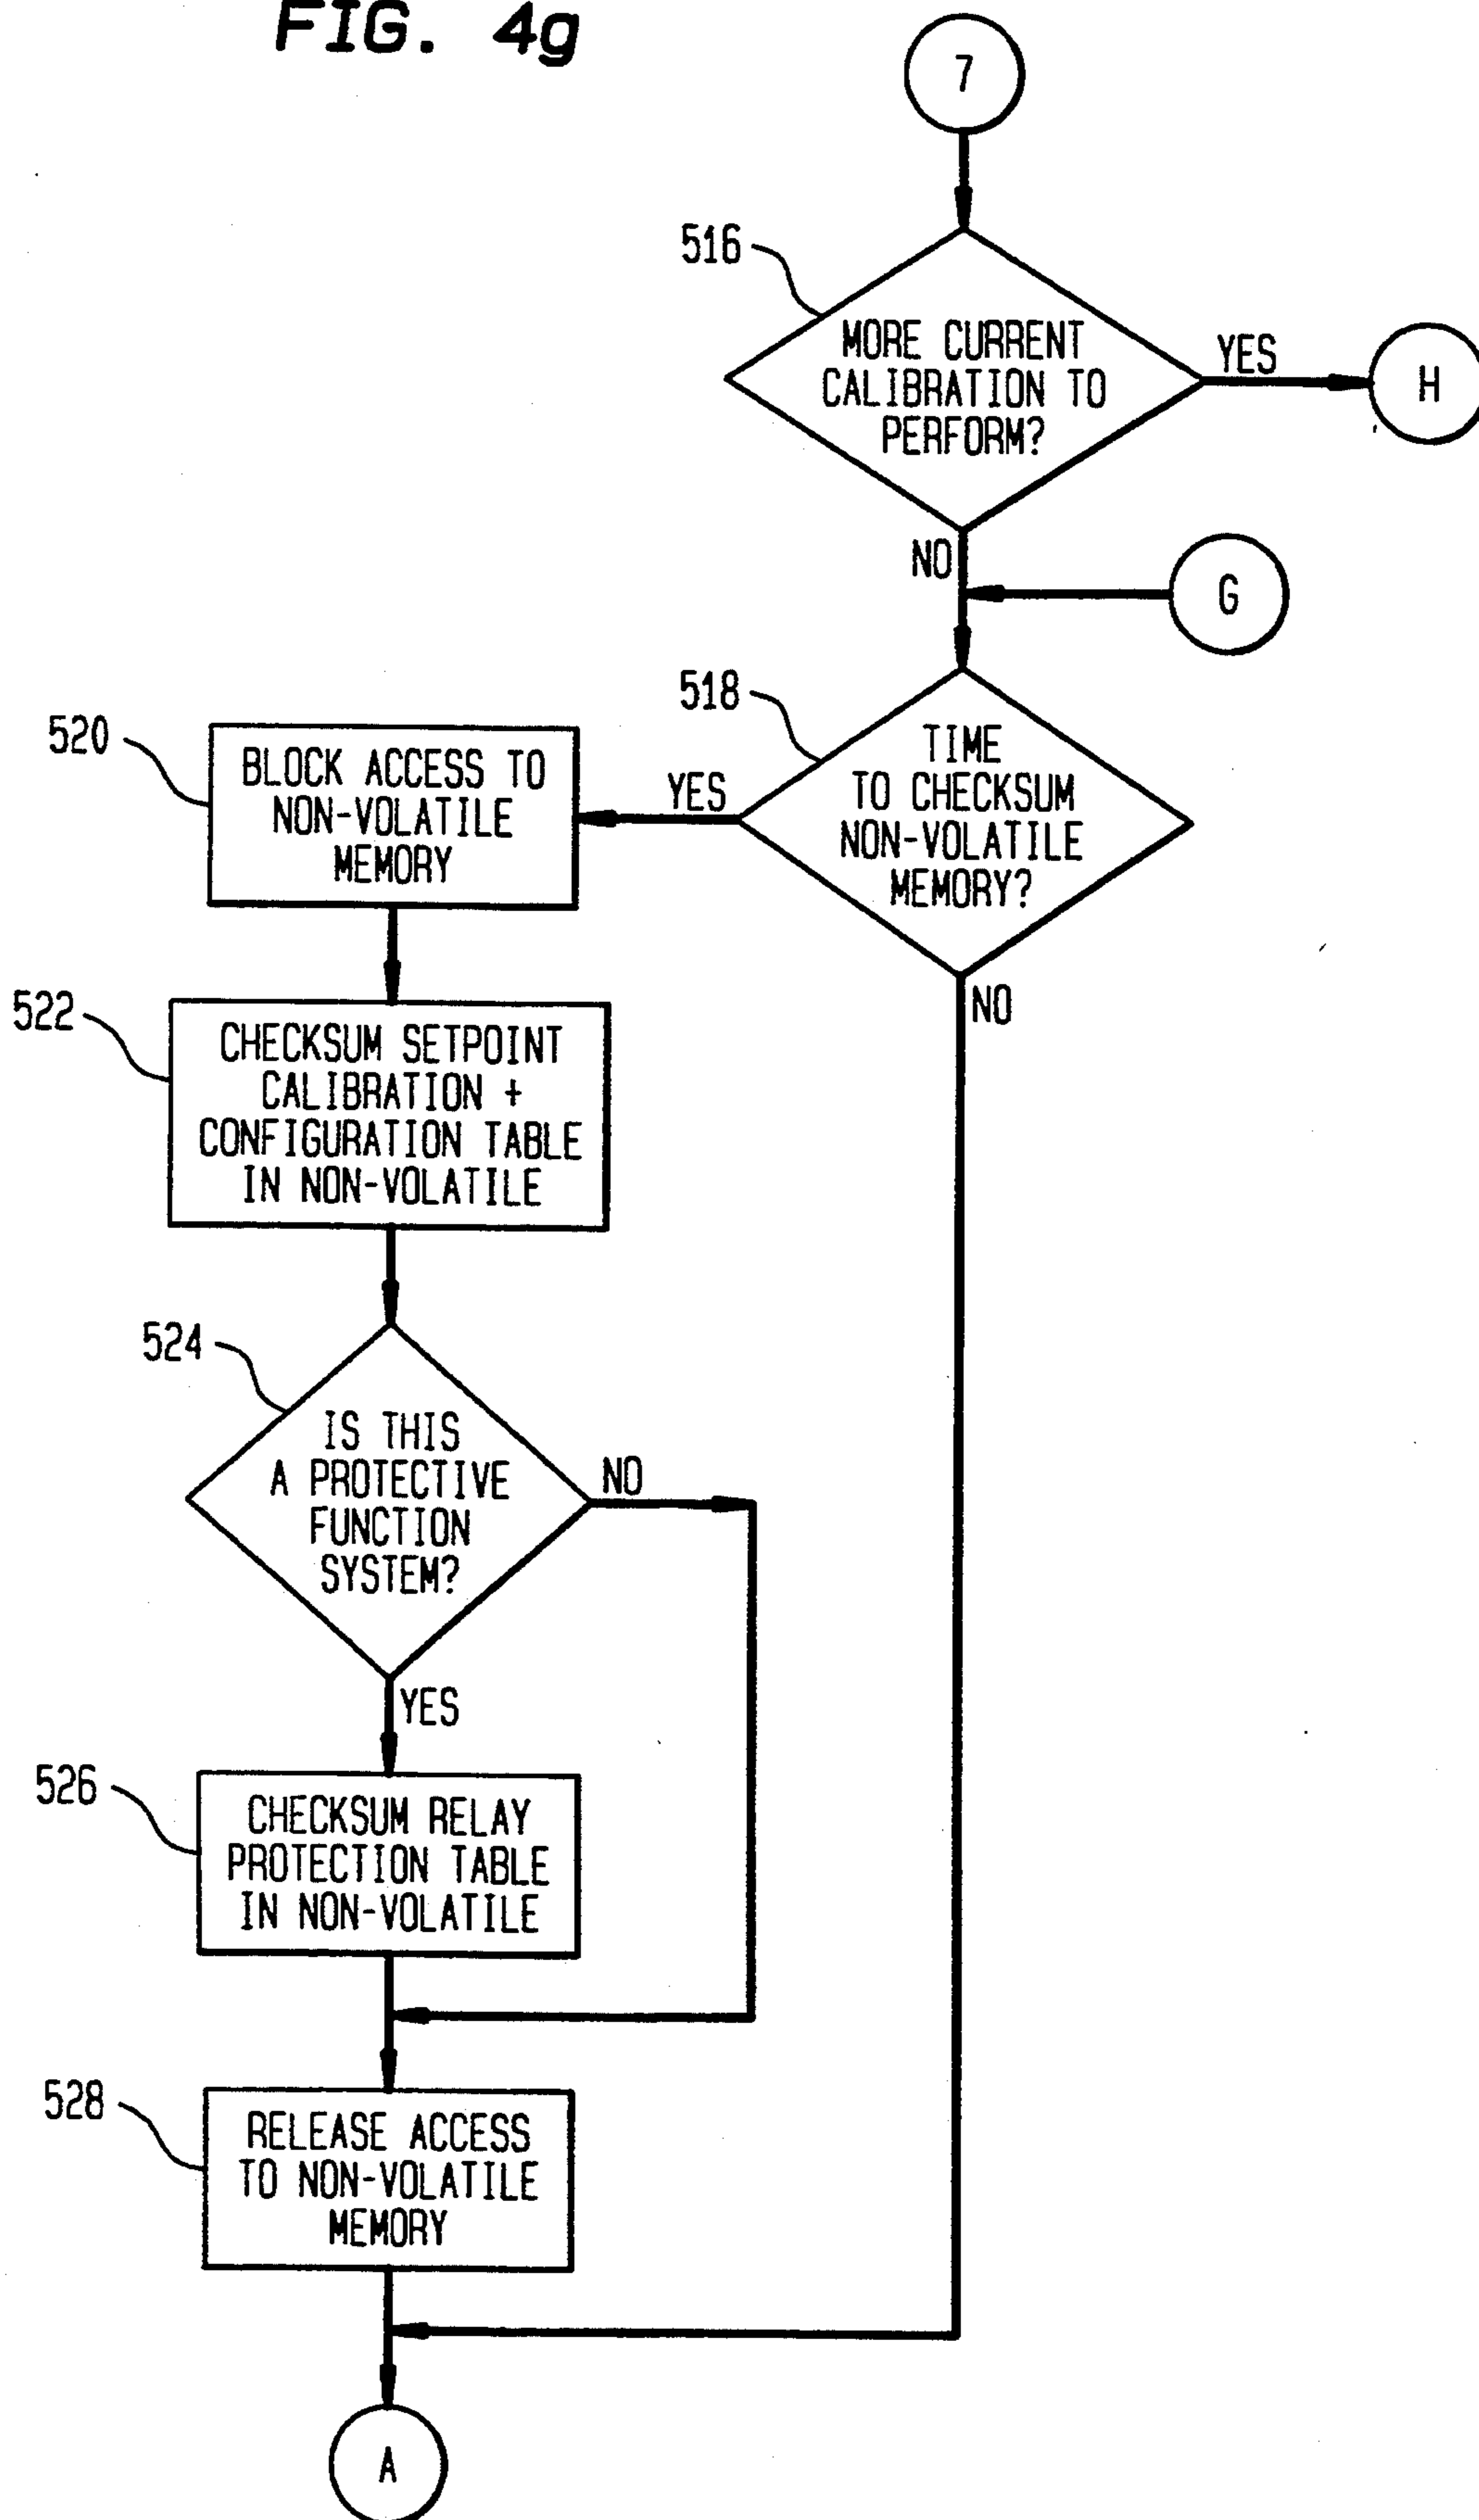 FIG. 4g
7
516
MORE CURRENT
CALIBRATION TO
PERFORM?
YES
H
NO
G
518
TIME
TO CHECKSUM
NON-VOLATILE
MEMORY?
YES
NO
520
BLOCK ACCESS TO
NON-VOLATILE
MEMORY
522
CHECKSUM SETPOINT
CALIBRATION +
CONFIGURATION TABLE
IN NON-VOLATILE
524
IS THIS
A PROTECTIVE
FUNCTION
SYSTEM?
NO
YES
526
CHECKSUM RELAY
PROTECTION TABLE
IN NON-VOLATILE
528
RELEASE ACCESS
TO NON-VOLATILE
MEMORY
A